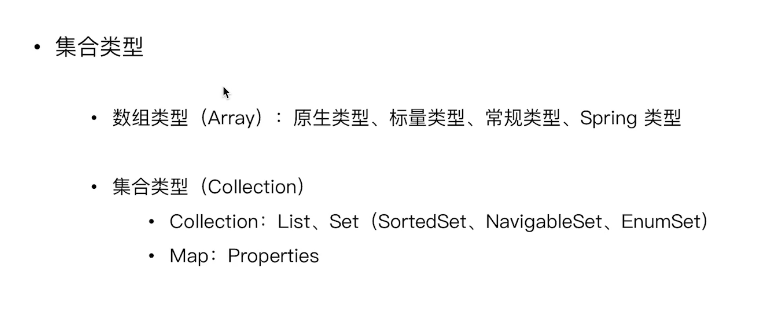 • 集合类型
• 数组类型（Array）：原生类型、标量类型、常规类型、Spring 类型
• 集合类型（Collection）
• Collection：List、Set（SortedSet、NavigableSet、EnumSet）
• Map：Properties